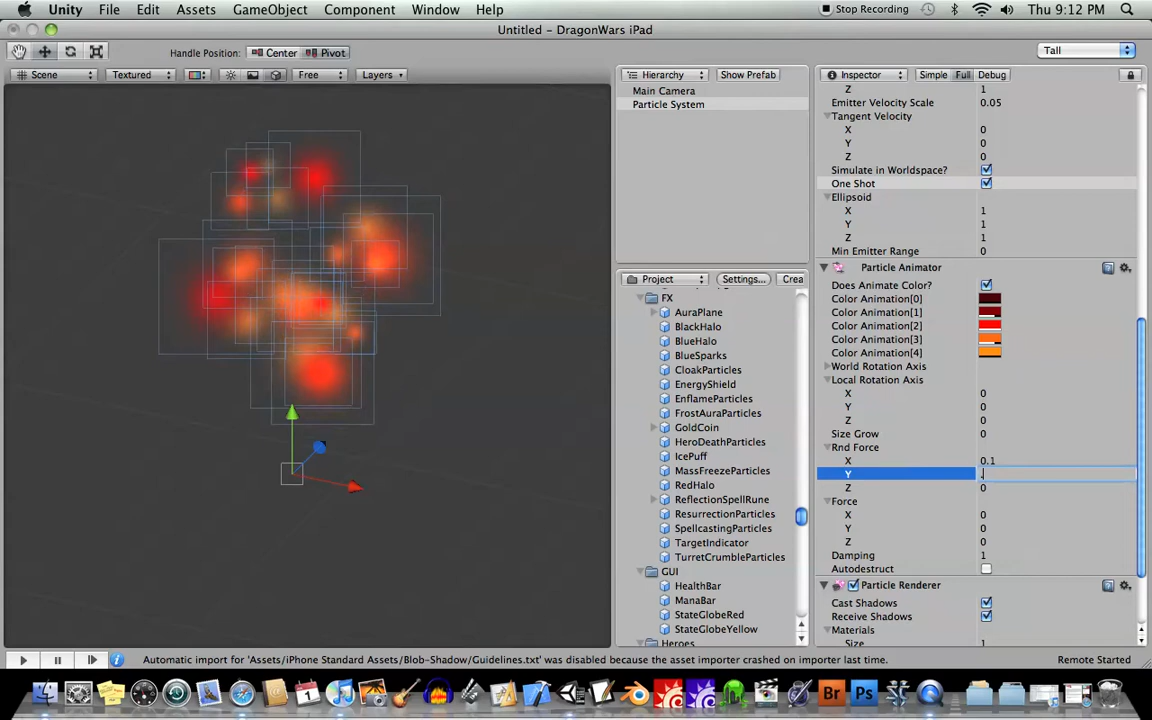 Unity File Edit Assets GameObject Component Window Help Stop Recording Thu 9:12 PM
Untitled - DragonWars iPad
Handle Position: Center Pivot Tall
Scene Textured Free Layers
Hierarchy Show Prefab
Main Camera
Particle System
Project Settings... Crea
FX
AuraPlane
BlackHalo
BlueHalo
BlueSparks
CloakParticles
EnergyShield
EnflameParticles
FrostAuraParticles
GoldCoin
HeroDeathParticles
IcePuff
MassFreezeParticles
RedHalo
ReflectionSpellRune
ResurrectionParticles
SpellcastingParticles
TargetIndicator
TurretCrumbleParticles
GUI
HealthBar
ManaBar
StateGlobeRed
StateGlobeYellow
Heroes
Inspector Simple Full Debug
Z 1
Emitter Velocity Scale 0.05
Tangent Velocity
X 0
Y 0
Z 0
Simulate in Worldspace?
One Shot
Ellipsoid
X 1
Y 1
Z 1
Min Emitter Range 0
Particle Animator
Does Animate Color?
Color Animation[0]
Color Animation[1]
Color Animation[2]
Color Animation[3]
Color Animation[4]
World Rotation Axis
Local Rotation Axis
X 0
Y 0
Z 0
Size Grow 0
Rnd Force
X 0.1
Y .
Z 0
Force
X 0
Y 0
Z 0
Damping 1
Autodestruct
Particle Renderer
Cast Shadows
Receive Shadows
Materials
Size 1
Automatic import for 'Assets/iPhone Standard Assets/Blob-Shadow/Guidelines.txt' was disabled because the asset importer crashed on importer last time. Remote Started
Br Ps